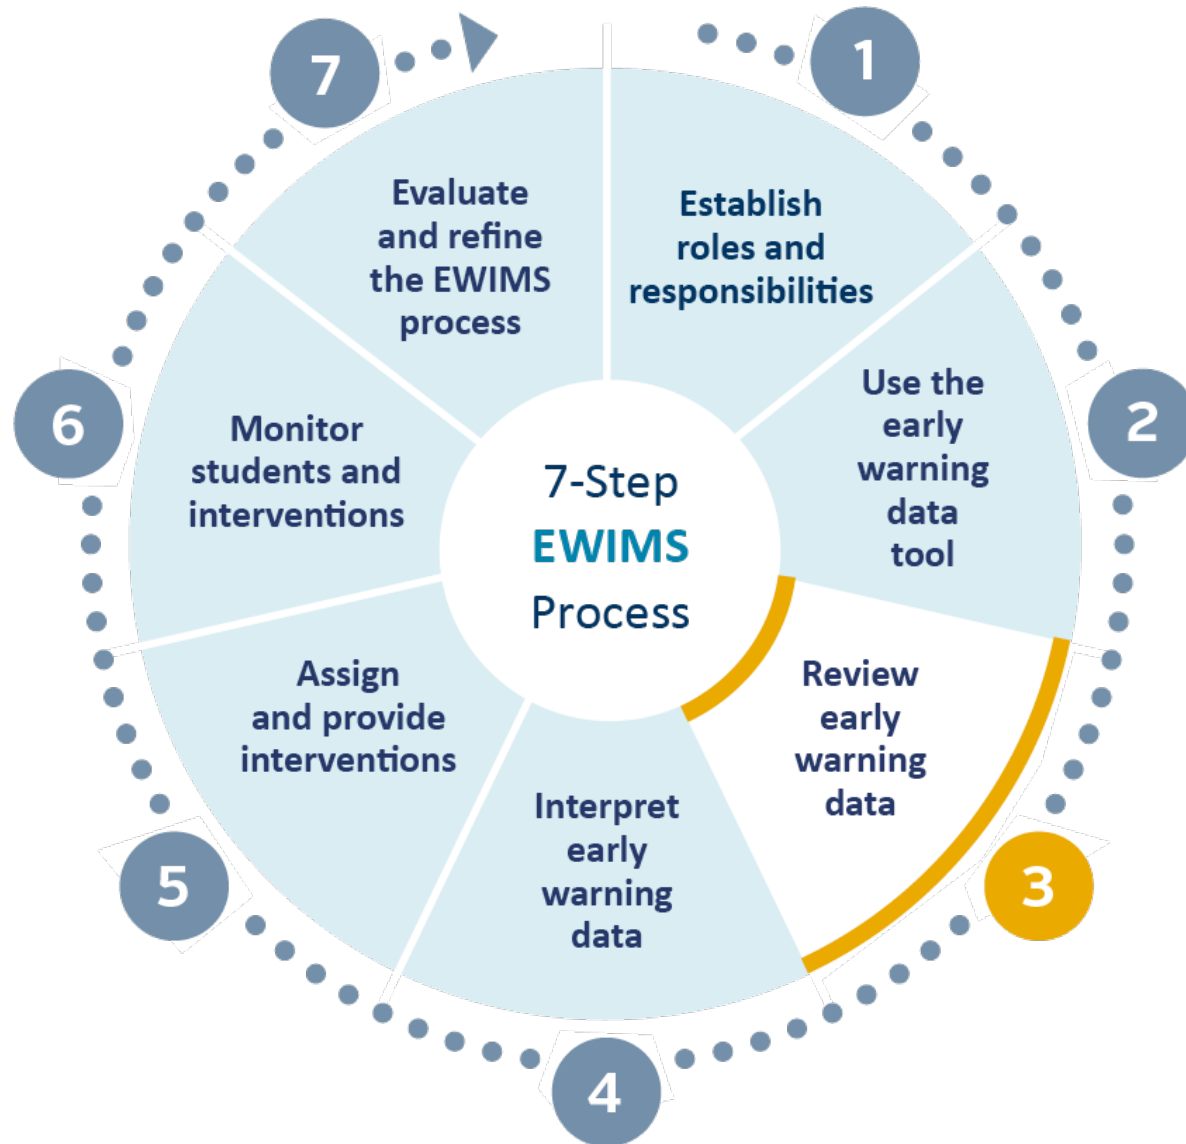 7-Step
EWIMS
Process
1
Establish
roles and
responsibilities
2
Use the
early
warning
data
tool
3
Review
early
warning
data
4
Interpret
early
warning
data
5
Assign
and provide
interventions
6
Monitor
students and
interventions
7
Evaluate
and refine
the EWIMS
process